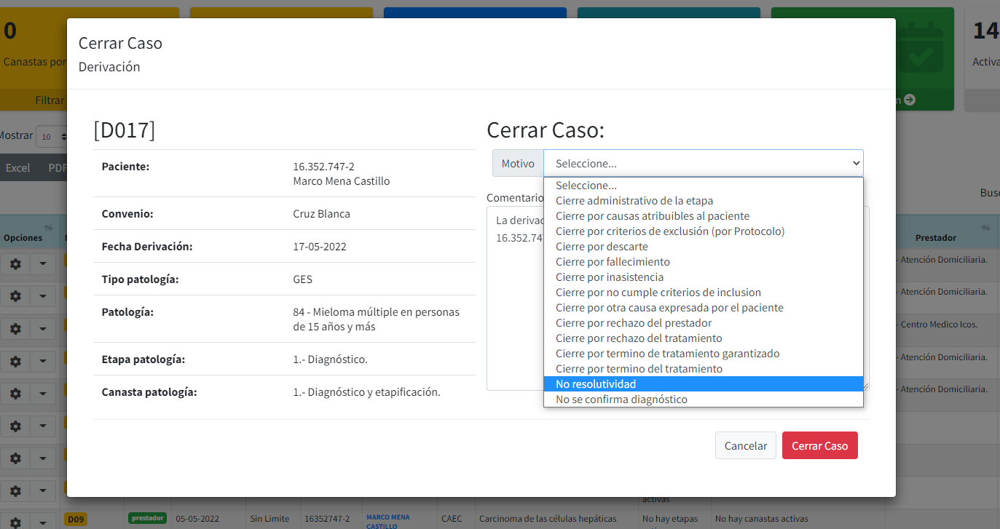 0
14
Canastas por
Activa
Filtrar
n
Cerrar Caso
Derivación
Mostrar 10
Excel PDF
Busc
Opciones
Prestador
[D017]
Paciente: 16.352.747-2
Marco Mena Castillo
Convenio: Cruz Blanca
Fecha Derivación: 17-05-2022
Tipo patología: GES
Patología: 84 - Mieloma múltiple en personas
de 15 años y más
Etapa patología: 1.- Diagnóstico.
Canasta patología: 1.- Diagnóstico y etapificación.
Cerrar Caso:
Motivo Seleccione...
Comentario
La derivac
16.352.747
Seleccione...
Cierre administrativo de la etapa
Cierre por causas atribuibles al paciente
Cierre por criterios de exclusión (por Protocolo)
Cierre por descarte
Cierre por fallecimiento
Cierre por inasistencia
Cierre por no cumple criterios de inclusion
Cierre por otra causa expresada por el paciente
Cierre por rechazo del prestador
Cierre por rechazo del tratamiento
Cierre por termino de tratamiento garantizado
Cierre por termino del tratamiento
No resolutividad
No se confirma diagnóstico
Cancelar Cerrar Caso
- Atención Domiciliaria.
- Atención Domiciliaria.
- Centro Medico Icos.
- Atención Domiciliaria.
- Atención Domiciliaria.
activas
D09 prestador 05-05-2022 Sin Limite 16352747-2 MARCO MENA CAEC Carcinoma de las células hepáticas No hay etapas No hay canastas activas
CASTILLO activas